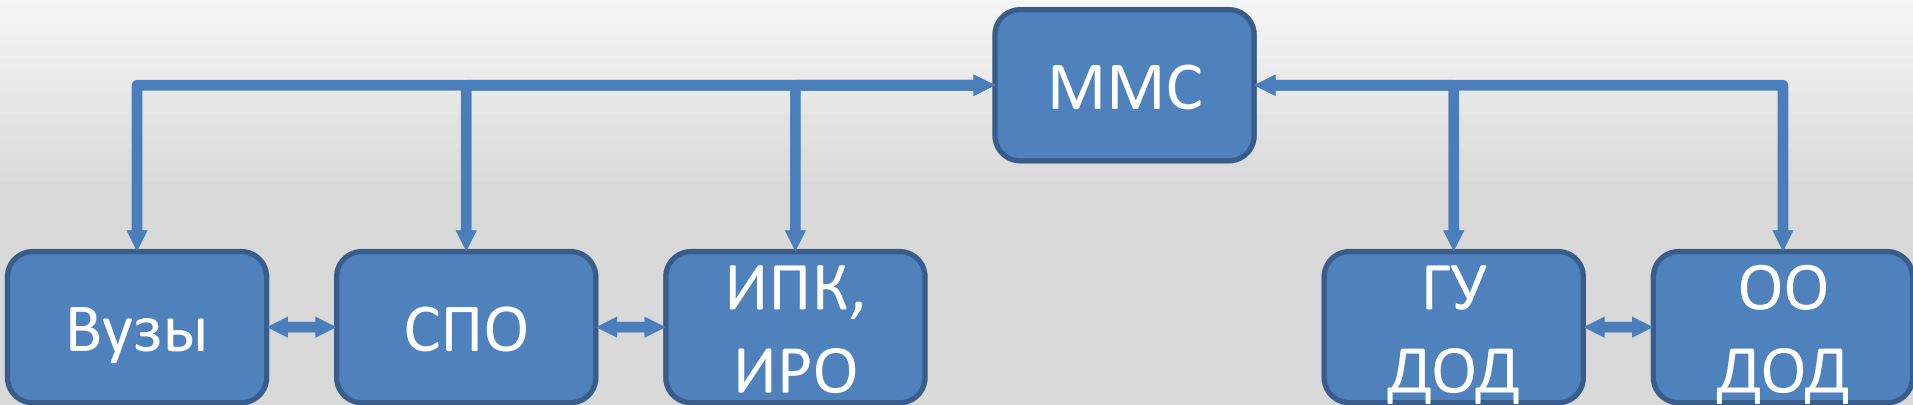 ММС
Вузы
СПО
ИПК,
ИРО
ГУ
ДОД
ОО
ДОД